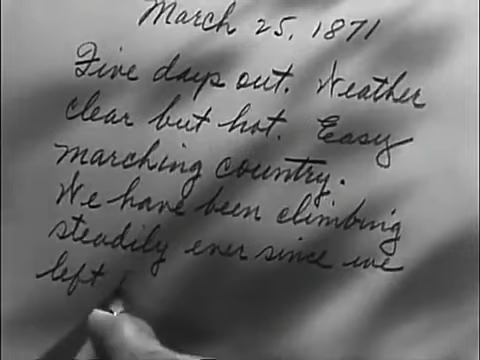 March 25, 1871
Five days out. Weather
clear but hot. Easy
marching country.
We have been climbing
steadily ever since we
left